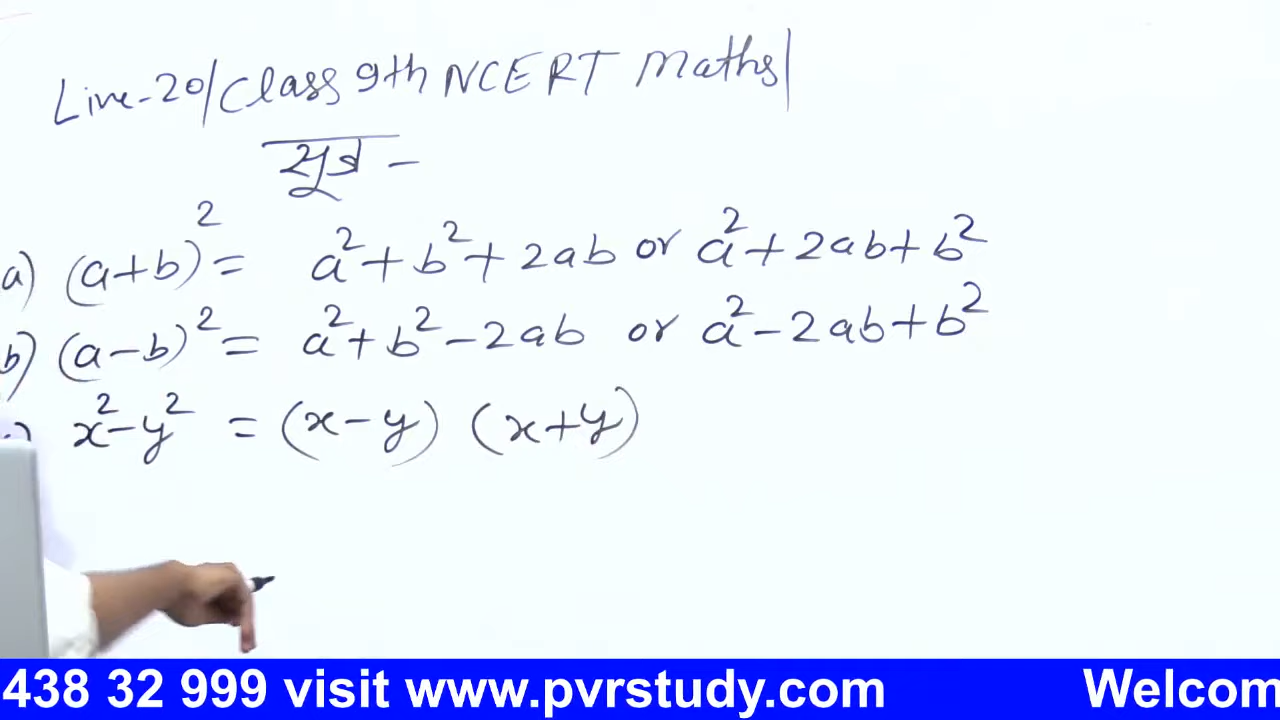 Live-20/Class 9th NCERT Maths/
सूत्र -
a) (a+b)² = a²+b²+2ab or a²+2ab+b²
b) (a-b)² = a²+b²-2ab or a²-2ab+b²
x²-y² = (x-y) (x+y)
438 32 999 visit www.pvrstudy.com Welcom